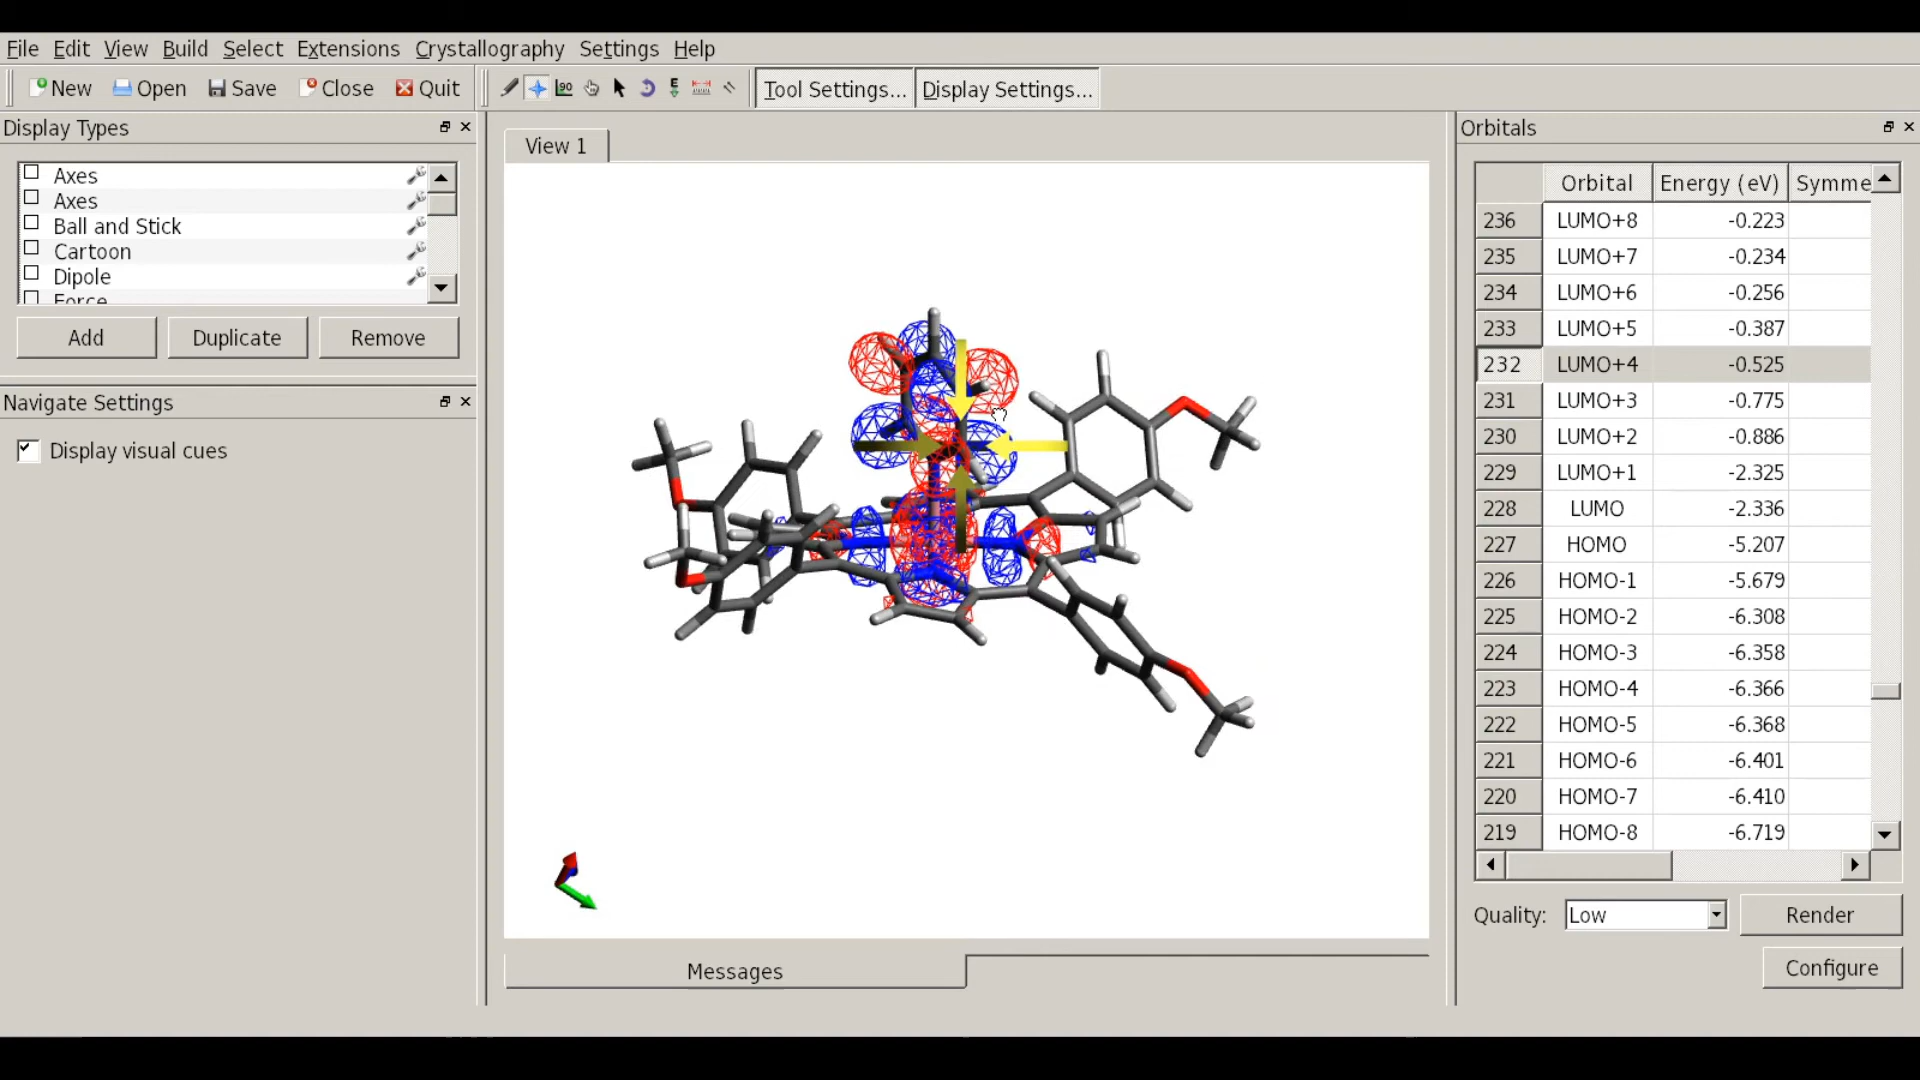 File Edit View Build Select Extensions Crystallography Settings Help
New Open Save Close Quit 90 E Tool Settings... Display Settings...
Display Types
Axes
Axes
Ball and Stick
Cartoon
Dipole
Force
Add Duplicate Remove
Navigate Settings
Display visual cues
View 1
Messages
Orbitals
Orbital Energy (eV) Symme
236 LUMO+8 -0.223
235 LUMO+7 -0.234
234 LUMO+6 -0.256
233 LUMO+5 -0.387
232 LUMO+4 -0.525
231 LUMO+3 -0.775
230 LUMO+2 -0.886
229 LUMO+1 -2.325
228 LUMO -2.336
227 HOMO -5.207
226 HOMO-1 -5.679
225 HOMO-2 -6.308
224 HOMO-3 -6.358
223 HOMO-4 -6.366
222 HOMO-5 -6.368
221 HOMO-6 -6.401
220 HOMO-7 -6.410
219 HOMO-8 -6.719
Quality: Low Render
Configure